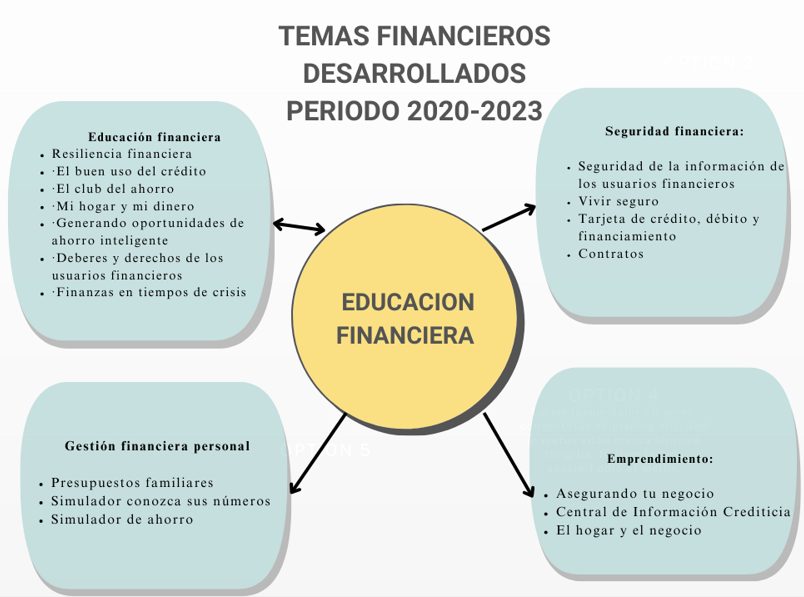 TEMAS FINANCIEROS
DESARROLLADOS
PERIODO 2020-2023
Educación financiera
• Resiliencia financiera
• ·El buen uso del crédito
• ·El club del ahorro
• ·Mi hogar y mi dinero
• ·Generando oportunidades de
ahorro inteligente
• ·Deberes y derechos de los
usuarios financieros
• ·Finanzas en tiempos de crisis
Seguridad financiera:
• Seguridad de la información de
los usuarios financieros
• Vivir seguro
• Tarjeta de crédito, débito y
financiamiento
• Contratos
EDUCACION
FINANCIERA
Gestión financiera personal
• Presupuestos familiares
• Simulador conozca sus números
• Simulador de ahorro
OPTION 5
OPTION 4
Emprendimiento:
• Asegurando tu negocio
• Central de Información Crediticia
• El hogar y el negocio